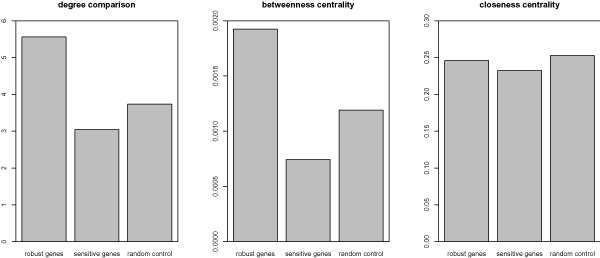 degree comparison
betweenness centrality
closeness centrality
6
5
4
3
2
1
0
robust genes
sensitive genes
random control
0.0020
0.0015
0.0010
0.0005
0.0000
robust genes
sensitive genes
random control
0.30
0.25
0.20
0.15
0.10
0.05
0.00
robust genes
sensitive genes
random control